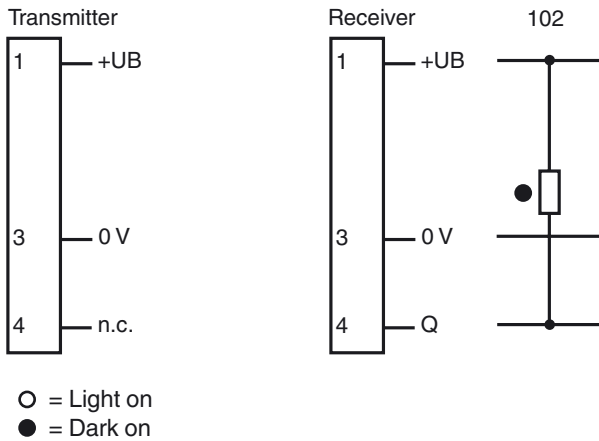 Transmitter
1 +UB
3 0 V
4 n.c.
Receiver
1 +UB
3 0 V
4 Q
102
= Light on
= Dark on